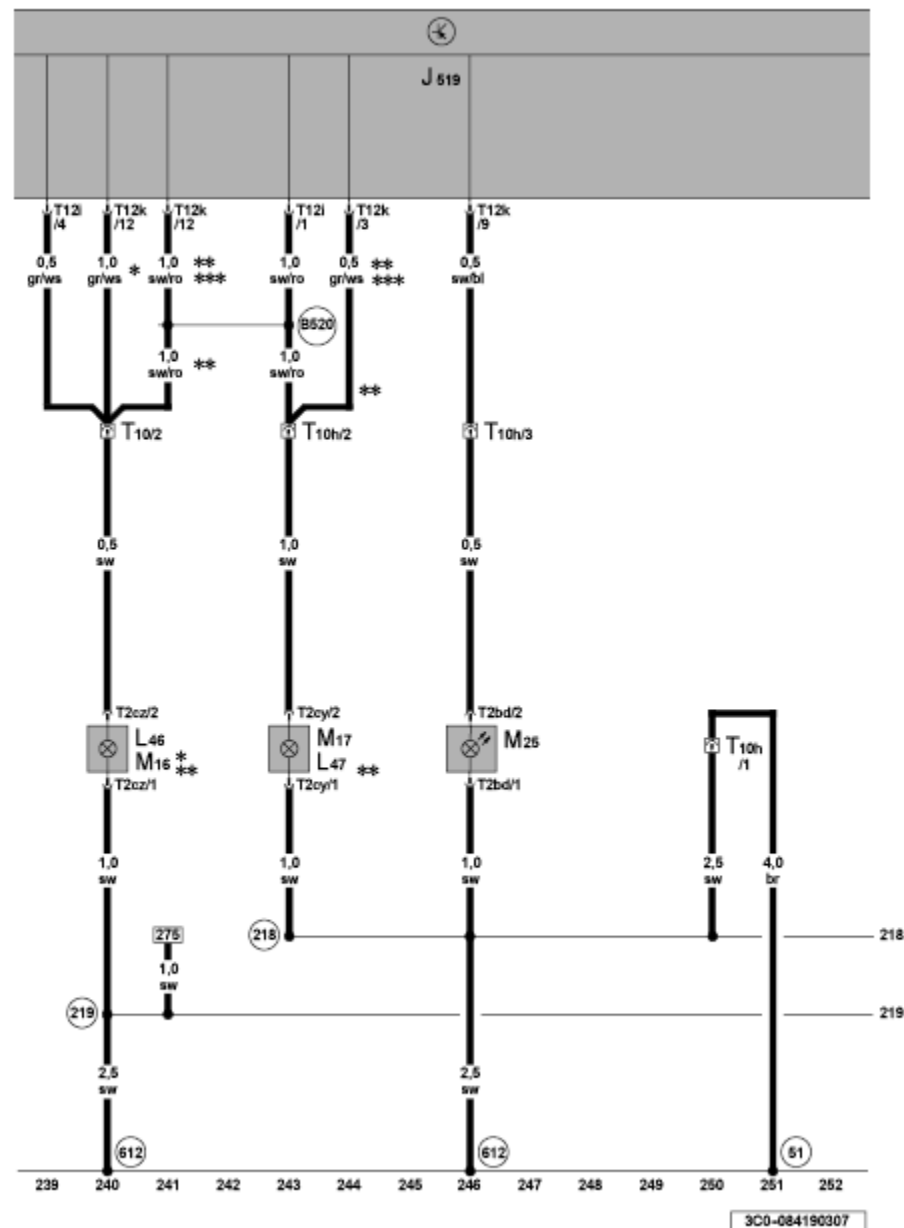 J 519
T12i T12k T12k T12i T12k T12k
/4 /12 /12 /1 /3 /9
0,5 1,0 1,0 ** 1,0 0,5 ** 0,5
gr/ws gr/ws * sw/ro *** sw/ro gr/ws *** sw/bl
B520
1,0 1,0
sw/ro ** sw/ro **
T10/2 T10h/2 T10h/3
0,5 1,0 0,5
sw sw sw
T2cz/2 T2cy/2 T2bd/2
L46 M17 M25 T10h
M16 * L47 ** /1
**
T2cz/1 T2cy/1 T2bd/1
1,0 1,0 1,0 2,5 4,0
sw sw sw sw br
275 218 218
1,0
sw
219 219
2,5 2,5
sw sw
612 612 51
239 240 241 242 243 244 245 246 247 248 249 250 251 252
3C0-084190307